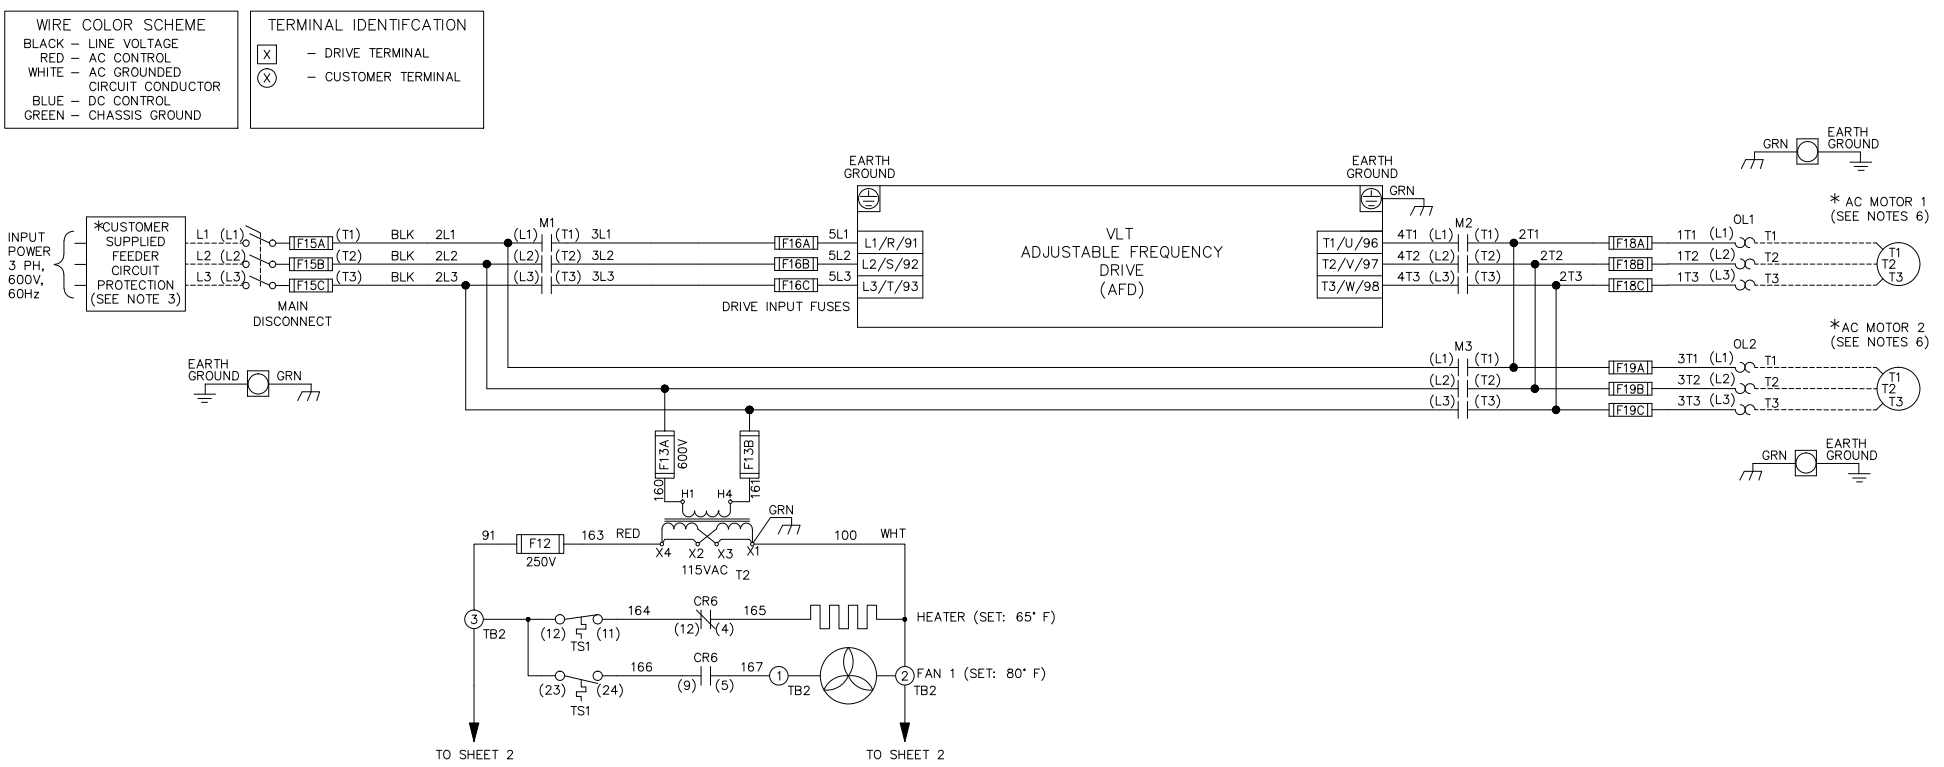 WIRE COLOR SCHEME
BLACK – LINE VOLTAGE
RED – AC CONTROL
WHITE – AC GROUNDED
CIRCUIT CONDUCTOR
BLUE – DC CONTROL
GREEN – CHASSIS GROUND
TERMINAL IDENTIFCATION
X – DRIVE TERMINAL
X – CUSTOMER TERMINAL
INPUT
POWER
3 PH,
600V,
60Hz
*CUSTOMER
SUPPLIED
FEEDER
CIRCUIT
PROTECTION
(SEE NOTE 3)
L1 (L1) F15A (T1) BLK 2L1 (L1) M1 (T1) 3L1 F16A 5L1 L1/R/91
L2 (L2) F15B (T2) BLK 2L2 (L2) (T2) 3L2 F16B 5L2 L2/S/92
L3 (L3) F15C (T3) BLK 2L3 (L3) (T3) 3L3 F16C 5L3 L3/T/93
MAIN
DISCONNECT
DRIVE INPUT FUSES
EARTH
GROUND
VLT
ADJUSTABLE FREQUENCY
DRIVE
(AFD)
EARTH
GROUND
GRN
T1/U/96 4T1 (L1) M2 (T1) 2T1 F18A 1T1 (L1) OL1 T1
T2/V/97 4T2 (L2) (T2) 2T2 F18B 1T2 (L2) T2
T3/W/98 4T3 (L3) (T3) 2T3 F18C 1T3 (L3) T3
GRN
EARTH
GROUND
* AC MOTOR 1
(SEE NOTES 6)
T1
T2
T3
*AC MOTOR 2
(SEE NOTES 6)
(L1) M3 (T1) F19A 3T1 (L1) OL2 T1
(L2) (T2) F19B 3T2 (L2) T2
(L3) (T3) F19C 3T3 (L3) T3
T1
T2
T3
GRN
EARTH
GROUND
EARTH
GROUND
GRN
F13A
600V
F13B
160
161
H1 H4
GRN
91 F12 163 RED
250V
X4 X2 X3 X1
100 WHT
115VAC T2
3
TB2
(12) (11)
TS1
164
CR6
(12) (4)
165
HEATER (SET: 65° F)
(23) (24)
TS1
166
CR6
(9) (5)
167
1
TB2
2
TB2
FAN 1 (SET: 80° F)
TO SHEET 2
TO SHEET 2